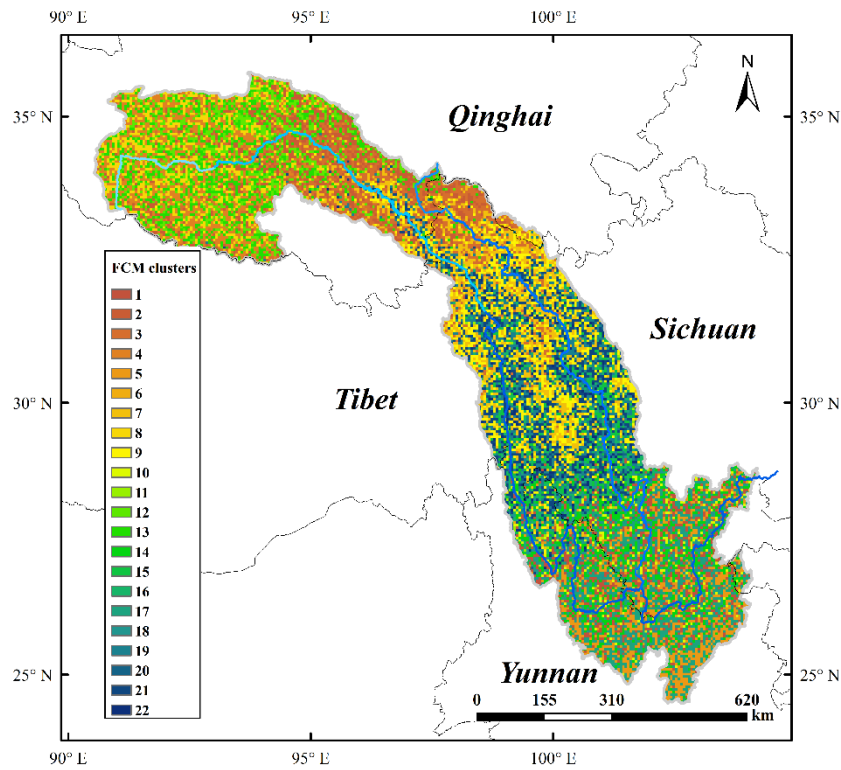 90° E
95° E
100° E
N
35° N
Qinghai
35° N
FCM clusters
1
2
3
4
5
6
7
8
9
10
11
12
13
14
15
16
17
18
19
20
21
22
Sichuan
Tibet
30° N
30° N
Yunnan
25° N
25° N
0 155 310 620
km
90° E
95° E
100° E